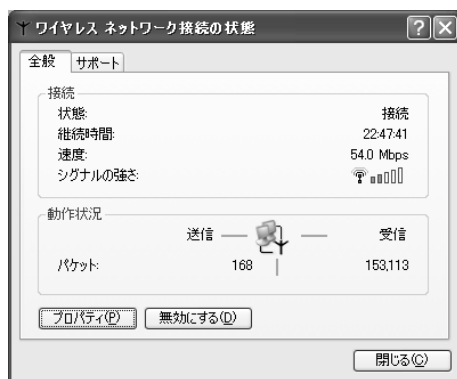 ワイヤレス ネットワーク接続の状態
全般 サポート
接続
状態: 接続
継続時間: 22:47:41
速度: 54.0 Mbps
シグナルの強さ:
動作状況
送信 — — 受信
パケット: 168 | 153,113
プロパティ(P) 無効にする(D)
閉じる(C)